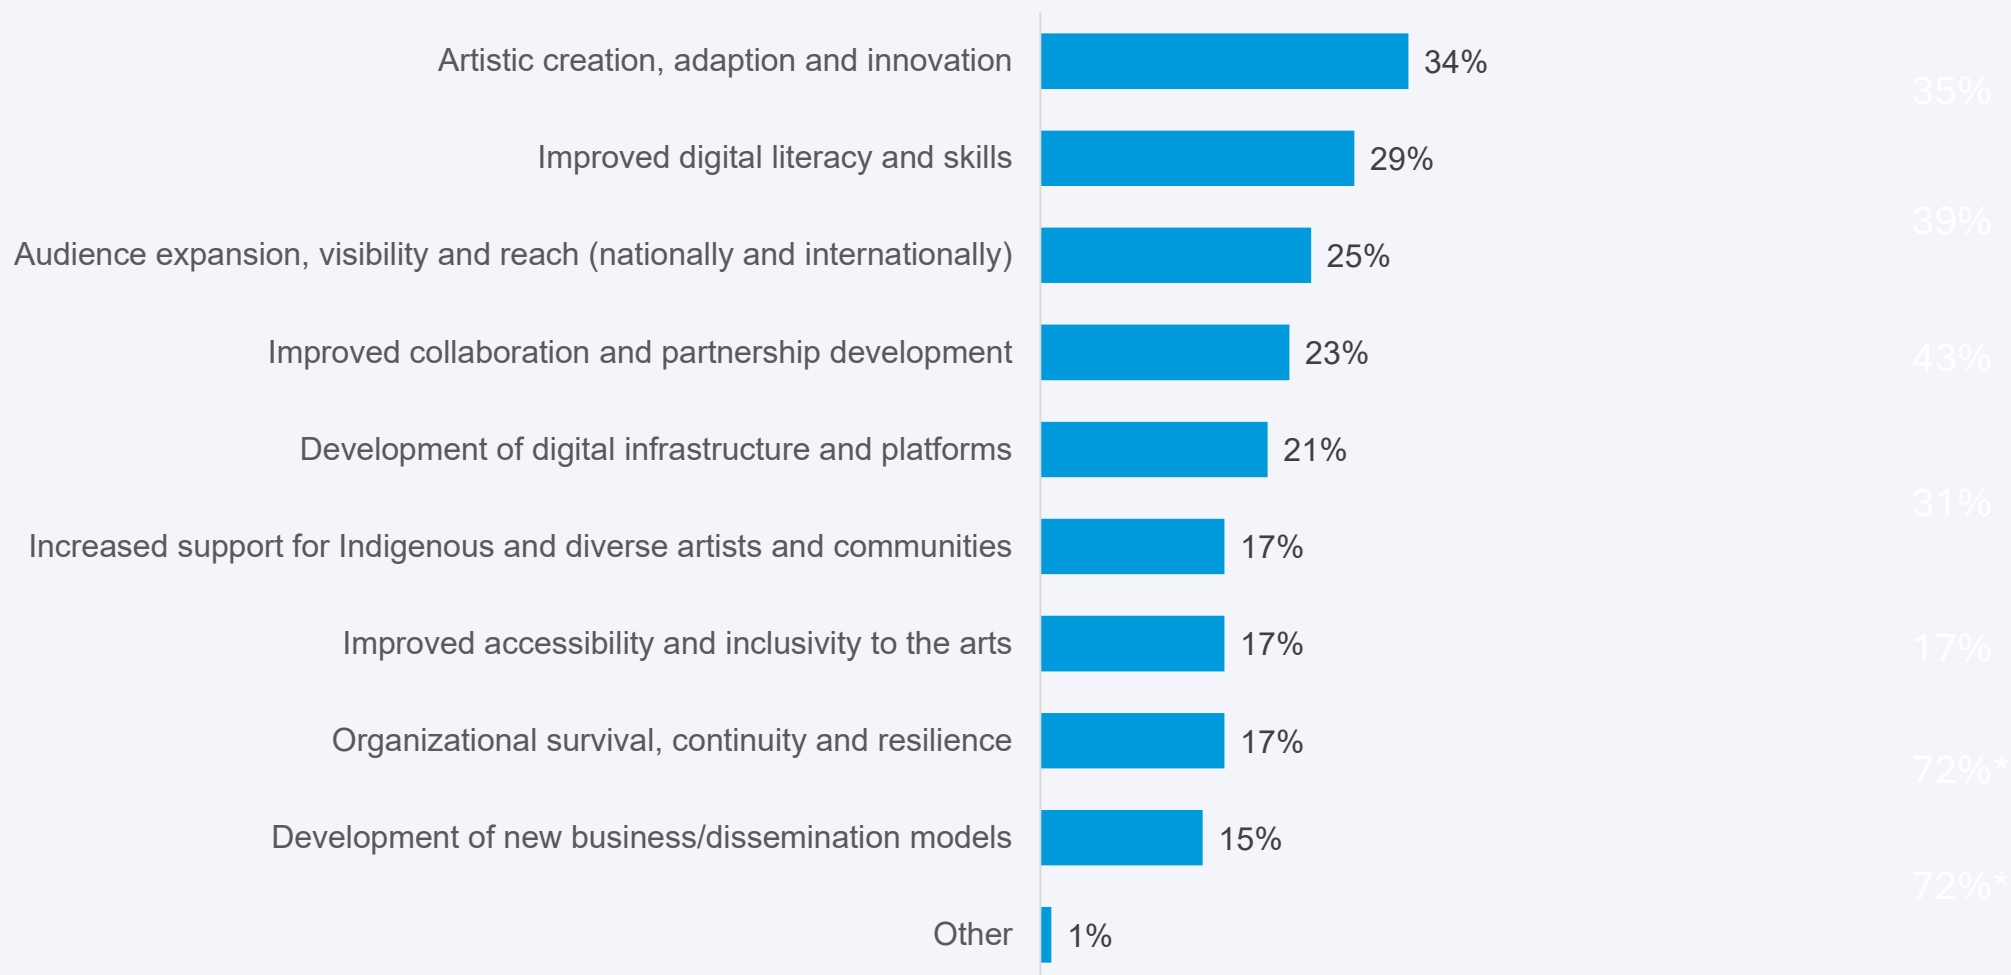 Artistic creation, adaption and innovation 34%
35%
Improved digital literacy and skills 29%
39%
Audience expansion, visibility and reach (nationally and internationally) 25%
Improved collaboration and partnership development 23%
43%
Development of digital infrastructure and platforms 21%
31%
Increased support for Indigenous and diverse artists and communities 17%
Improved accessibility and inclusivity to the arts 17%
17%
Organizational survival, continuity and resilience 17%
72%*
Development of new business/dissemination models 15%
72%*
Other 1%